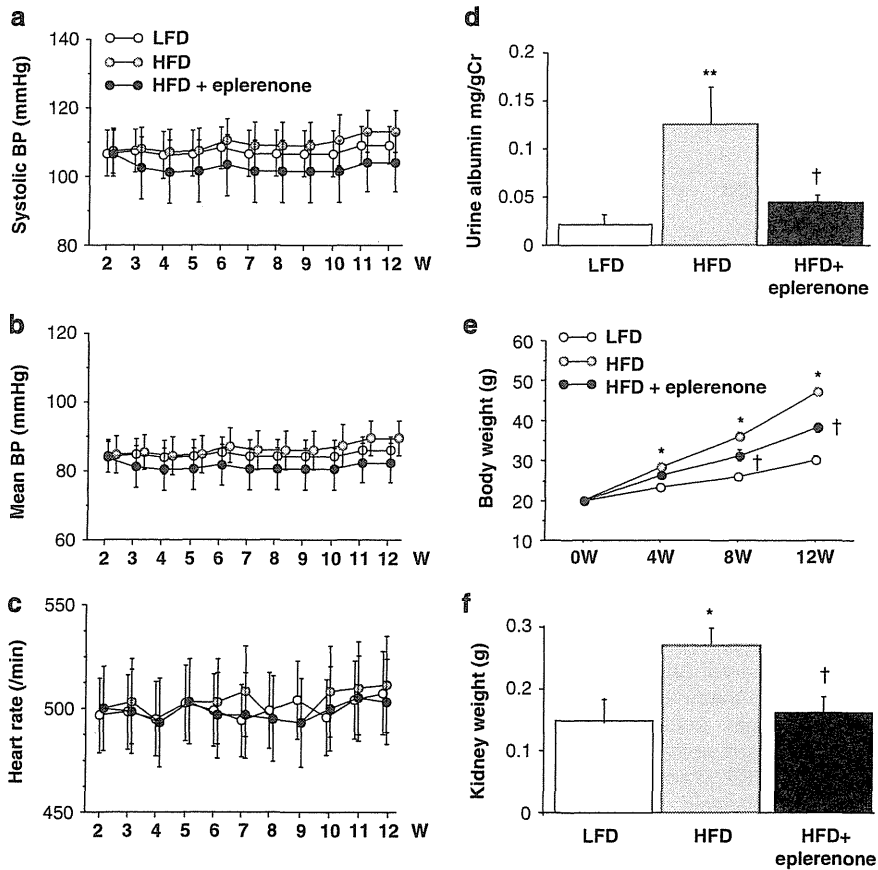 a
Systolic BP (mmHg)
140
120
100
80
LFD
HFD
HFD + eplerenone
2 3 4 5 6 7 8 9 10 11 12 W
b
Mean BP (mmHg)
120
100
80
60
2 3 4 5 6 7 8 9 10 11 12 W
c
Heart rate (/min)
550
500
450
2 3 4 5 6 7 8 9 10 11 12 W
d
Urine albumin mg/gCr
0.2
0.15
0.1
0.05
0
**
†
LFD HFD HFD+
eplerenone
e
Body weight (g)
60
50
40
30
20
10
LFD
HFD
HFD + eplerenone
*
*
*
†
†
0W 4W 8W 12W
f
Kidney weight (g)
0.3
0.2
0.1
0
*
†
LFD HFD HFD+
eplerenone